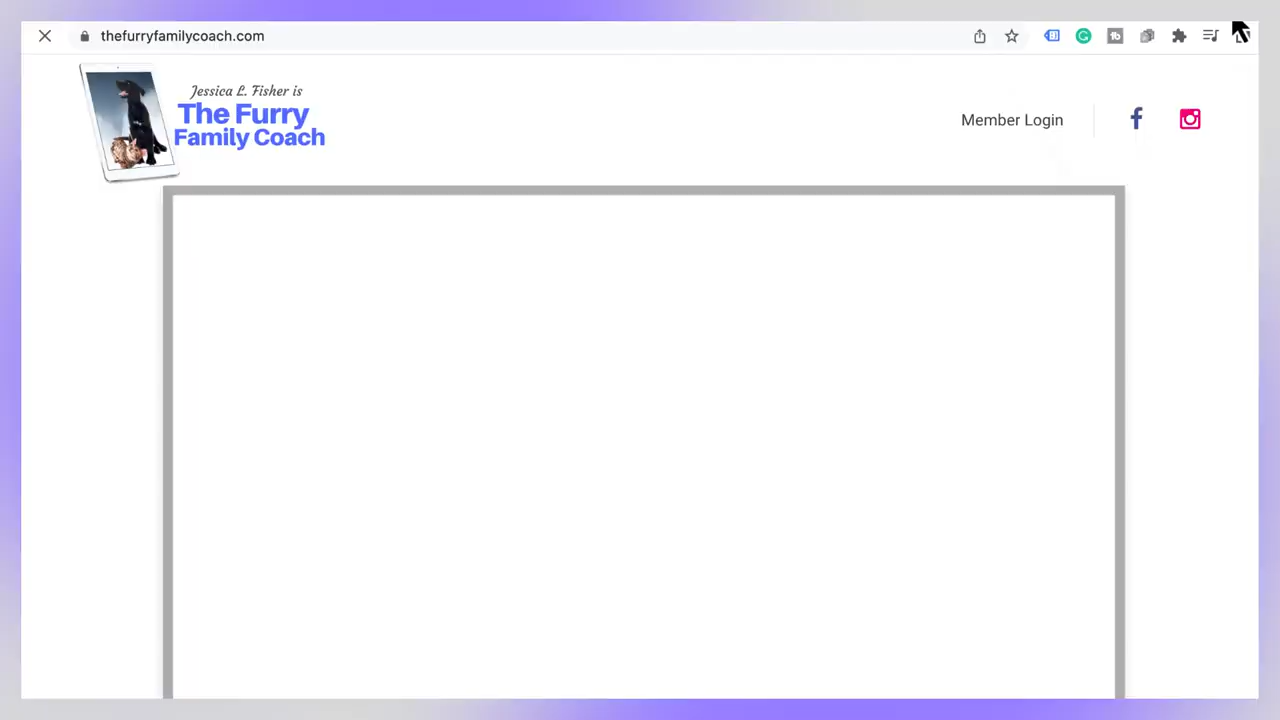 thefurryfamilycoach.com
Jessica L. Fisher is
The Furry
Family Coach
Member Login